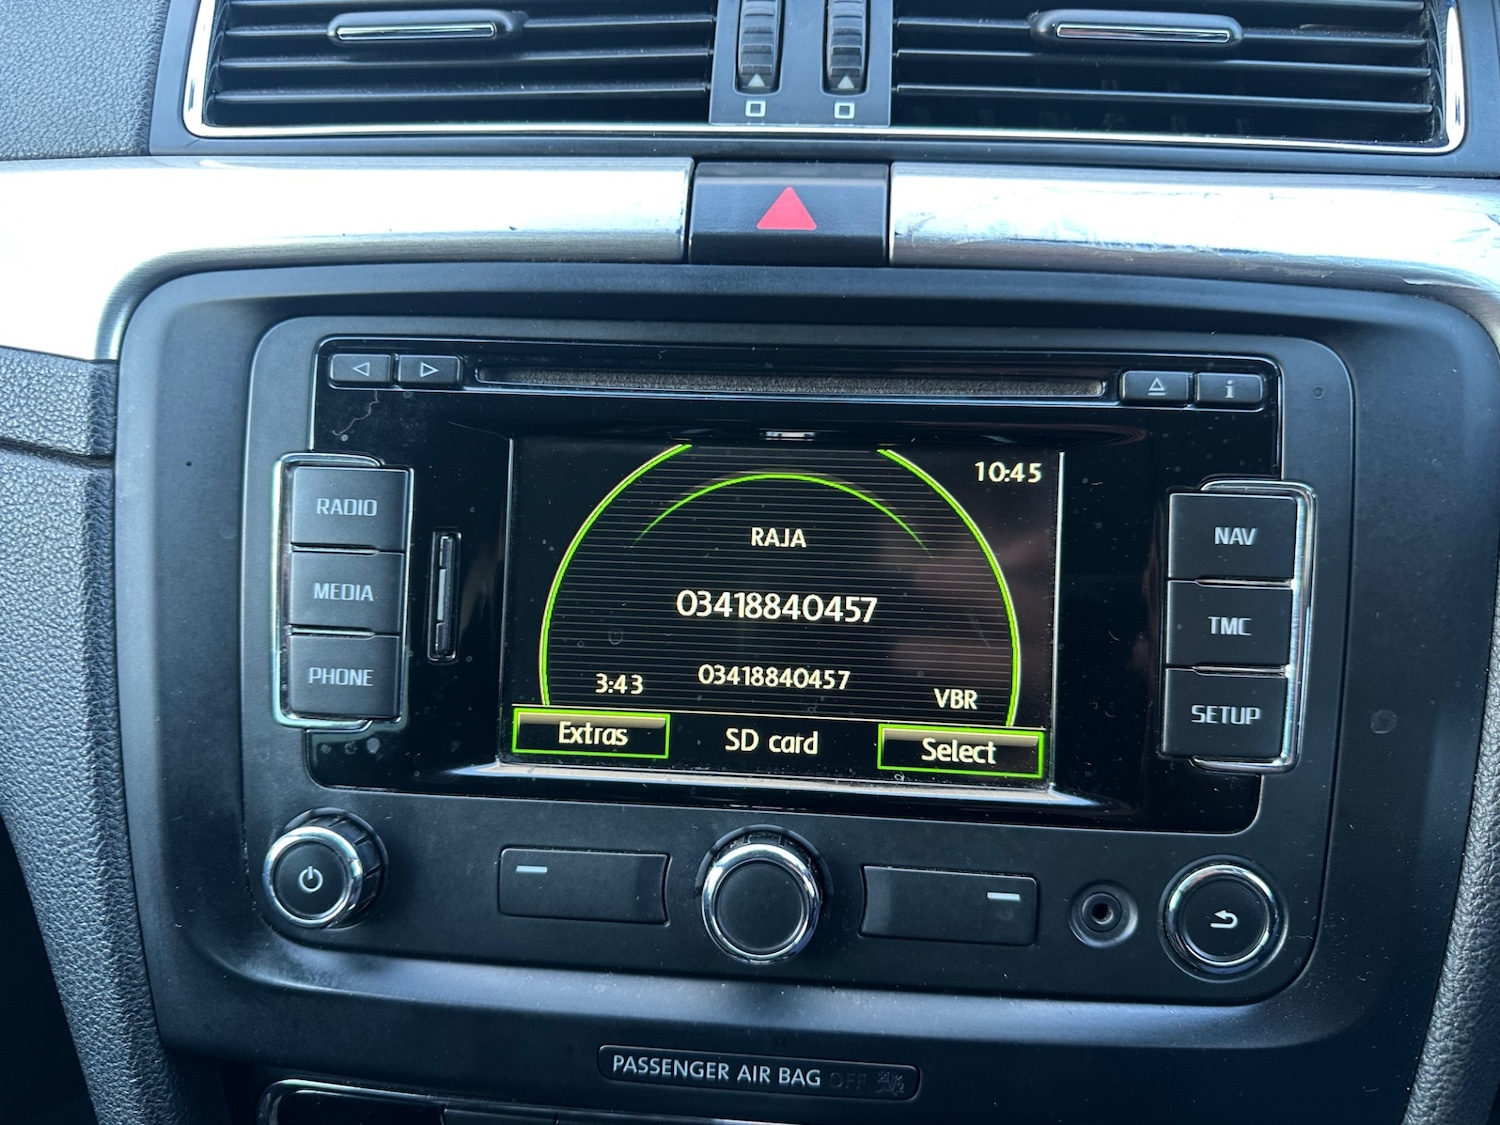 10:45
RADIO
RAJA
NAV
MEDIA
03418840457
TMC
PHONE
3:43
03418840457
VBR
SETUP
Extras
SD card
Select
PASSENGER AIR BAG OFF